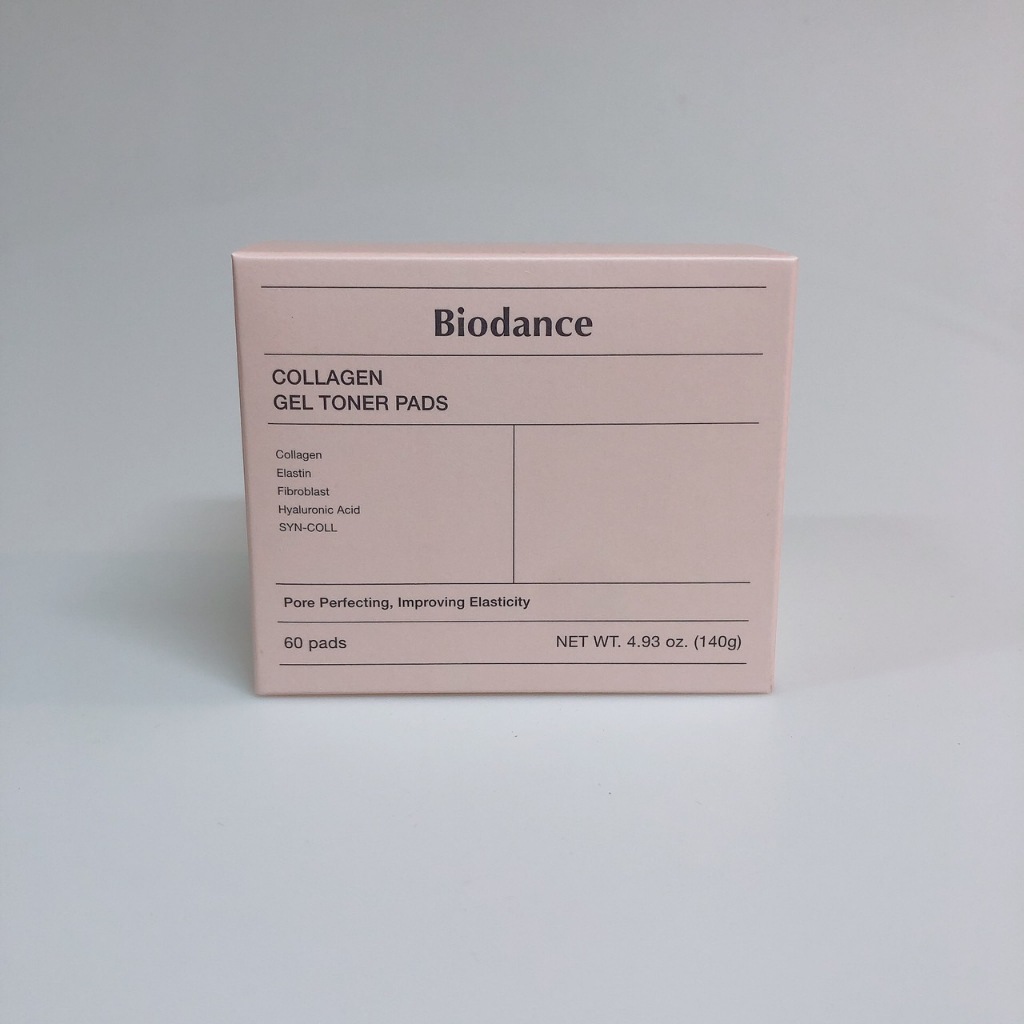 Biodance
COLLAGEN
GEL TONER PADS
Collagen
Elastin
Fibroblast
Hyaluronic Acid
SYN-COLL
Pore Perfecting, Improving Elasticity
60 pads
NET WT. 4.93 oz. (140g)